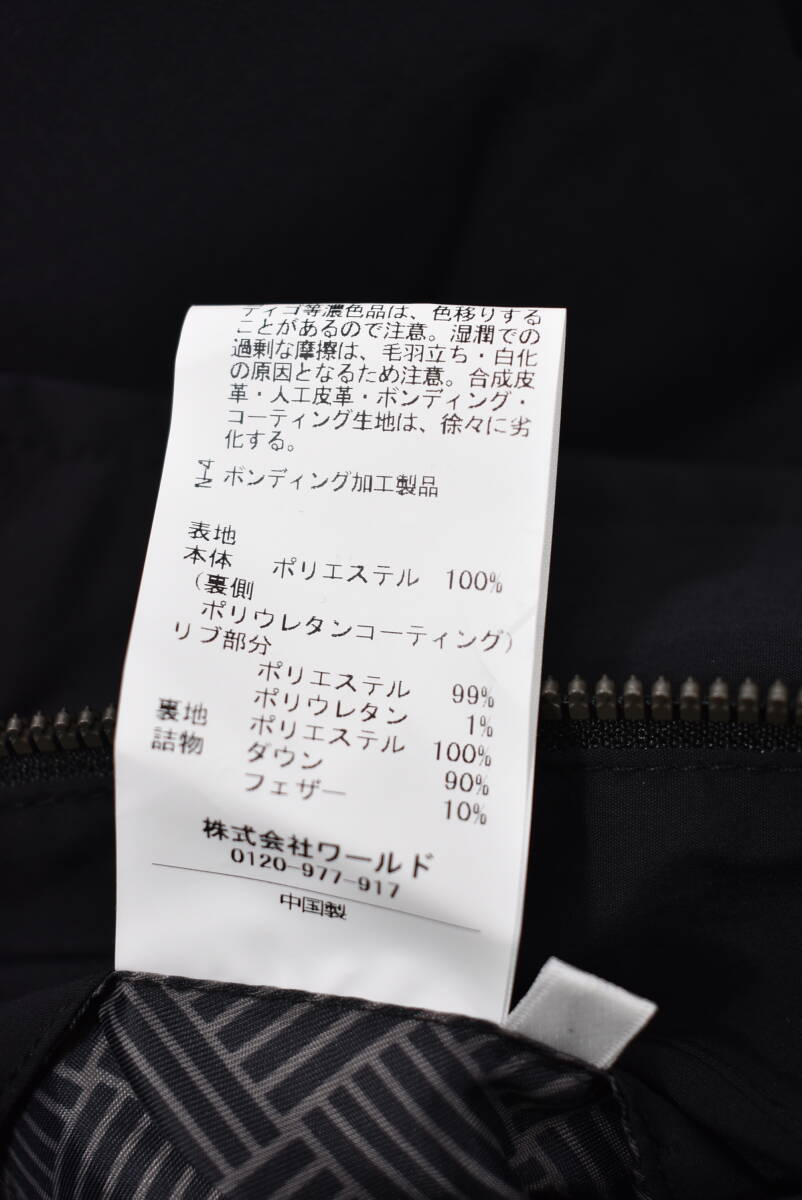 ディゴ等濃色品は、色移りする
ことがあるので注意。湿潤での
過剰な摩擦は、毛羽立ち・白化
の原因となるため注意。合成皮
革・人工皮革・ボンディング・
コーティング生地は、徐々に劣
化する。
ボンディング加工製品
表地
本体 ポリエステル 100%
(裏側
ポリウレタンコーティング)
リブ部分
ポリエステル 99%
ポリウレタン 1%
裏地 ポリエステル 100%
詰物 ダウン 90%
フェザー 10%
株式会社ワールド
0120-977-917
中国製